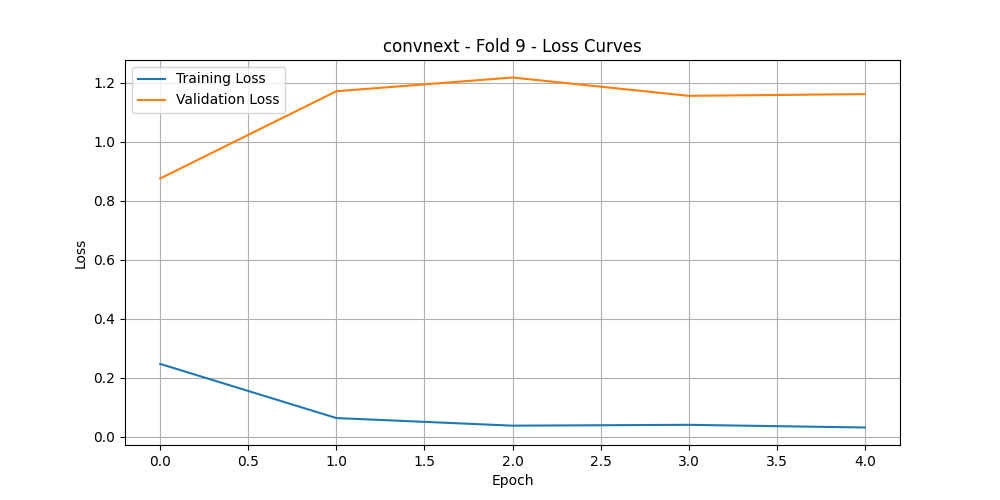 convnext - Fold 9 - Loss Curves
Training Loss
Validation Loss
1.2
1.0
0.8
0.6
0.4
0.2
0.0
Loss
0.0 0.5 1.0 1.5 2.0 2.5 3.0 3.5 4.0
Epoch